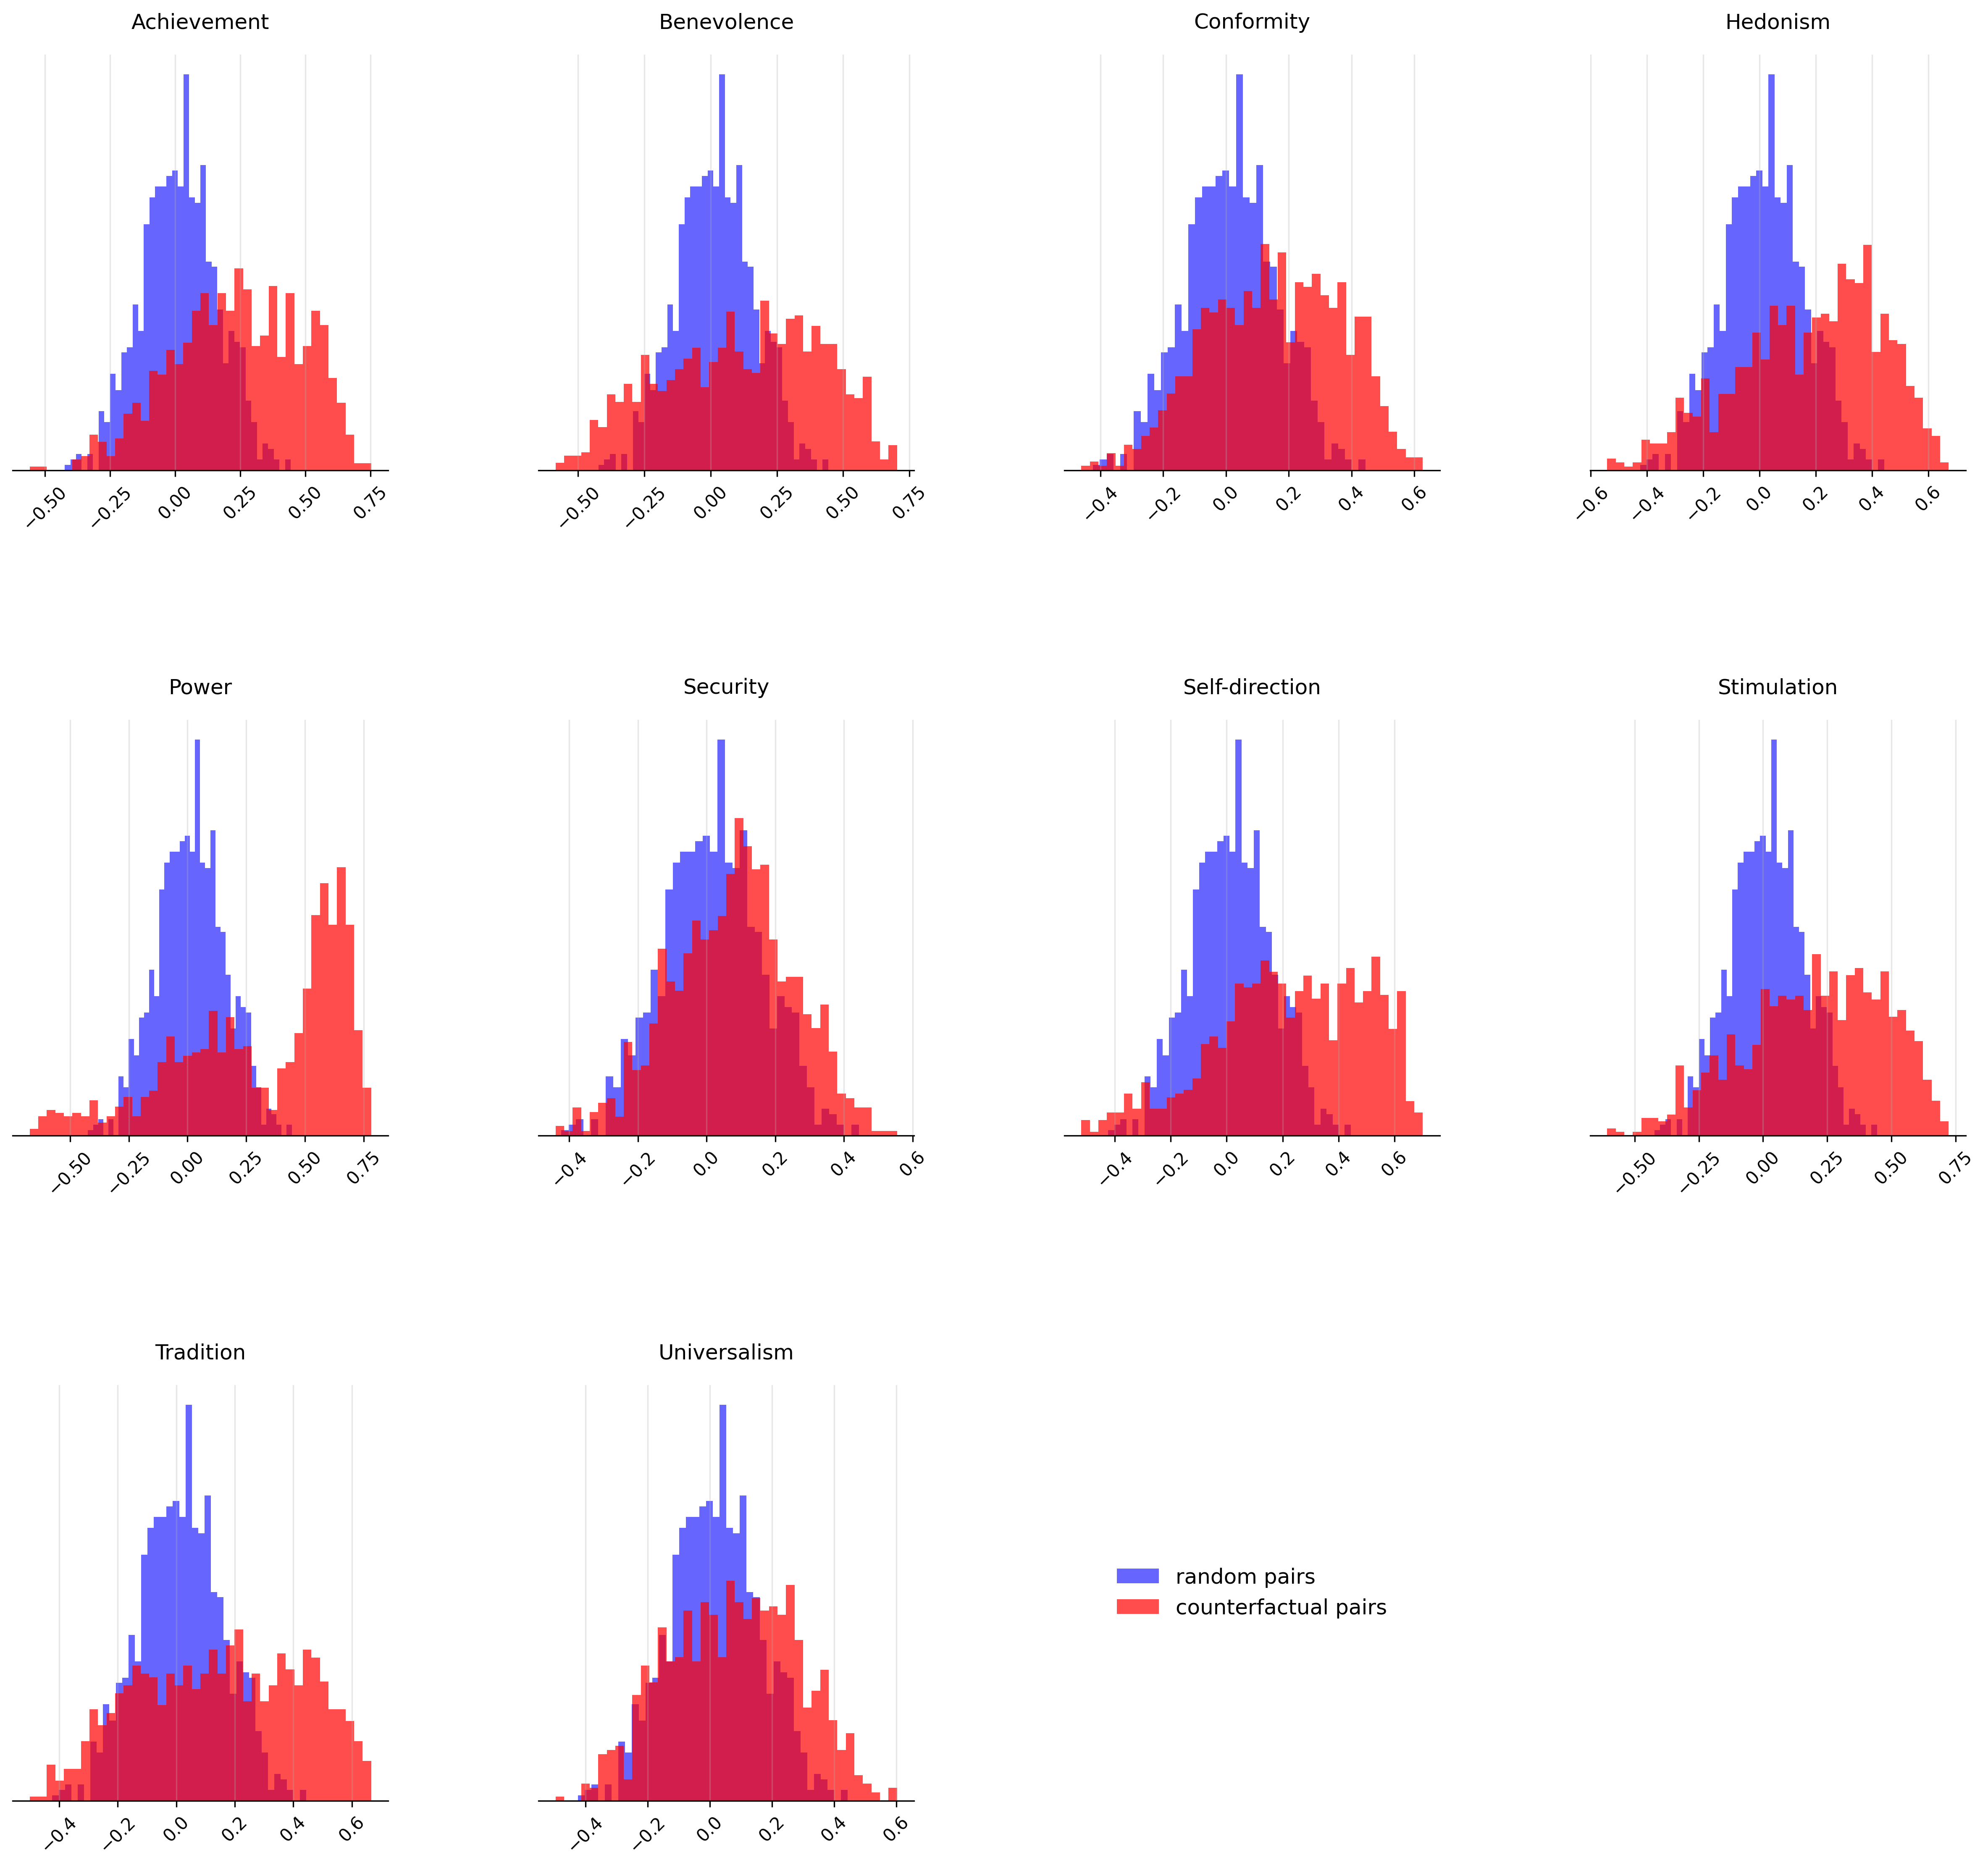 Achievement Benevolence Conformity Hedonism
−0.50 −0.25 0.00 0.25 0.50 0.75 −0.50 −0.25 0.00 0.25 0.50 0.75 −0.4 −0.2 0.0 0.2 0.4 0.6 −0.6 −0.4 −0.2 0.0 0.2 0.4 0.6
Power Security Self-direction Stimulation
−0.50 −0.25 0.00 0.25 0.50 0.75 −0.4 −0.2 0.0 0.2 0.4 0.6 −0.4 −0.2 0.0 0.2 0.4 0.6 −0.50 −0.25 0.00 0.25 0.50 0.75
Tradition Universalism
random pairs
counterfactual pairs
−0.4 −0.2 0.0 0.2 0.4 0.6 −0.4 −0.2 0.0 0.2 0.4 0.6